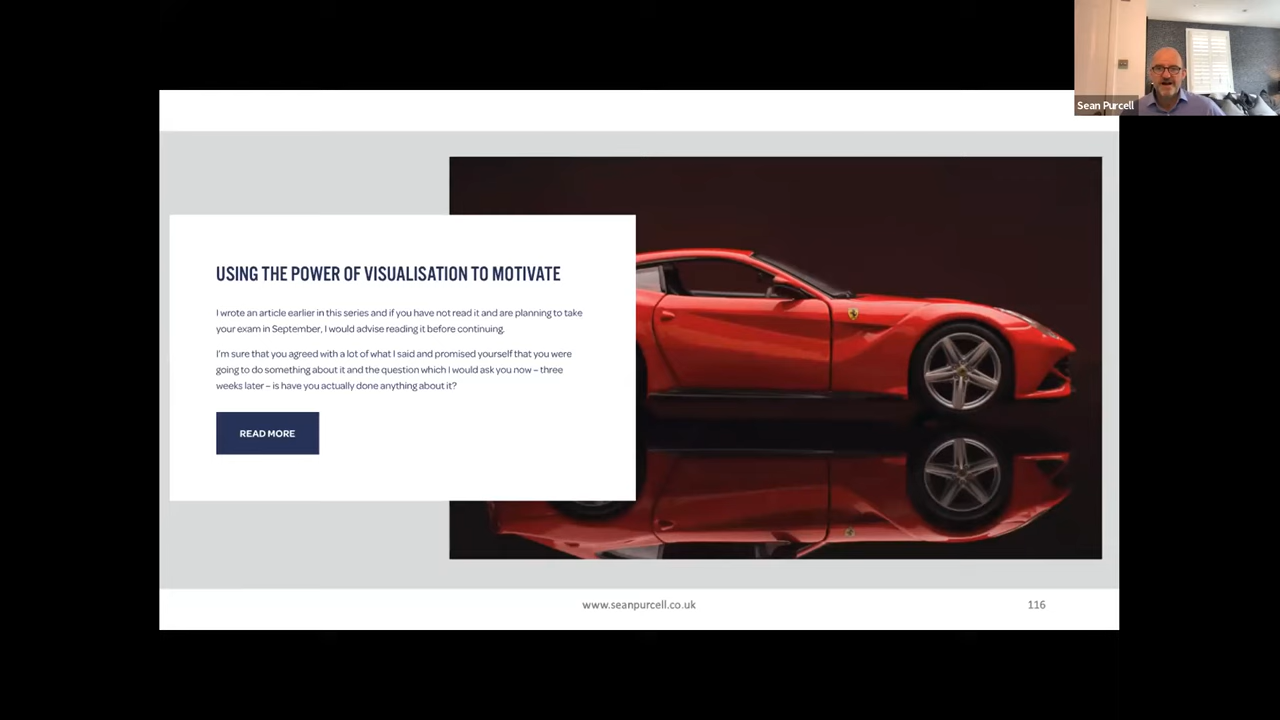 Sean Purcell
USING THE POWER OF VISUALISATION TO MOTIVATE
I wrote an article earlier in this series and if you have not read it and are planning to take
your exam in September, I would advise reading it before continuing.
I'm sure that you agreed with a lot of what I said and promised yourself that you were
going to do something about it and the question which I would ask you now – three
weeks later – is have you actually done anything about it?
READ MORE
www.seanpurcell.co.uk
116